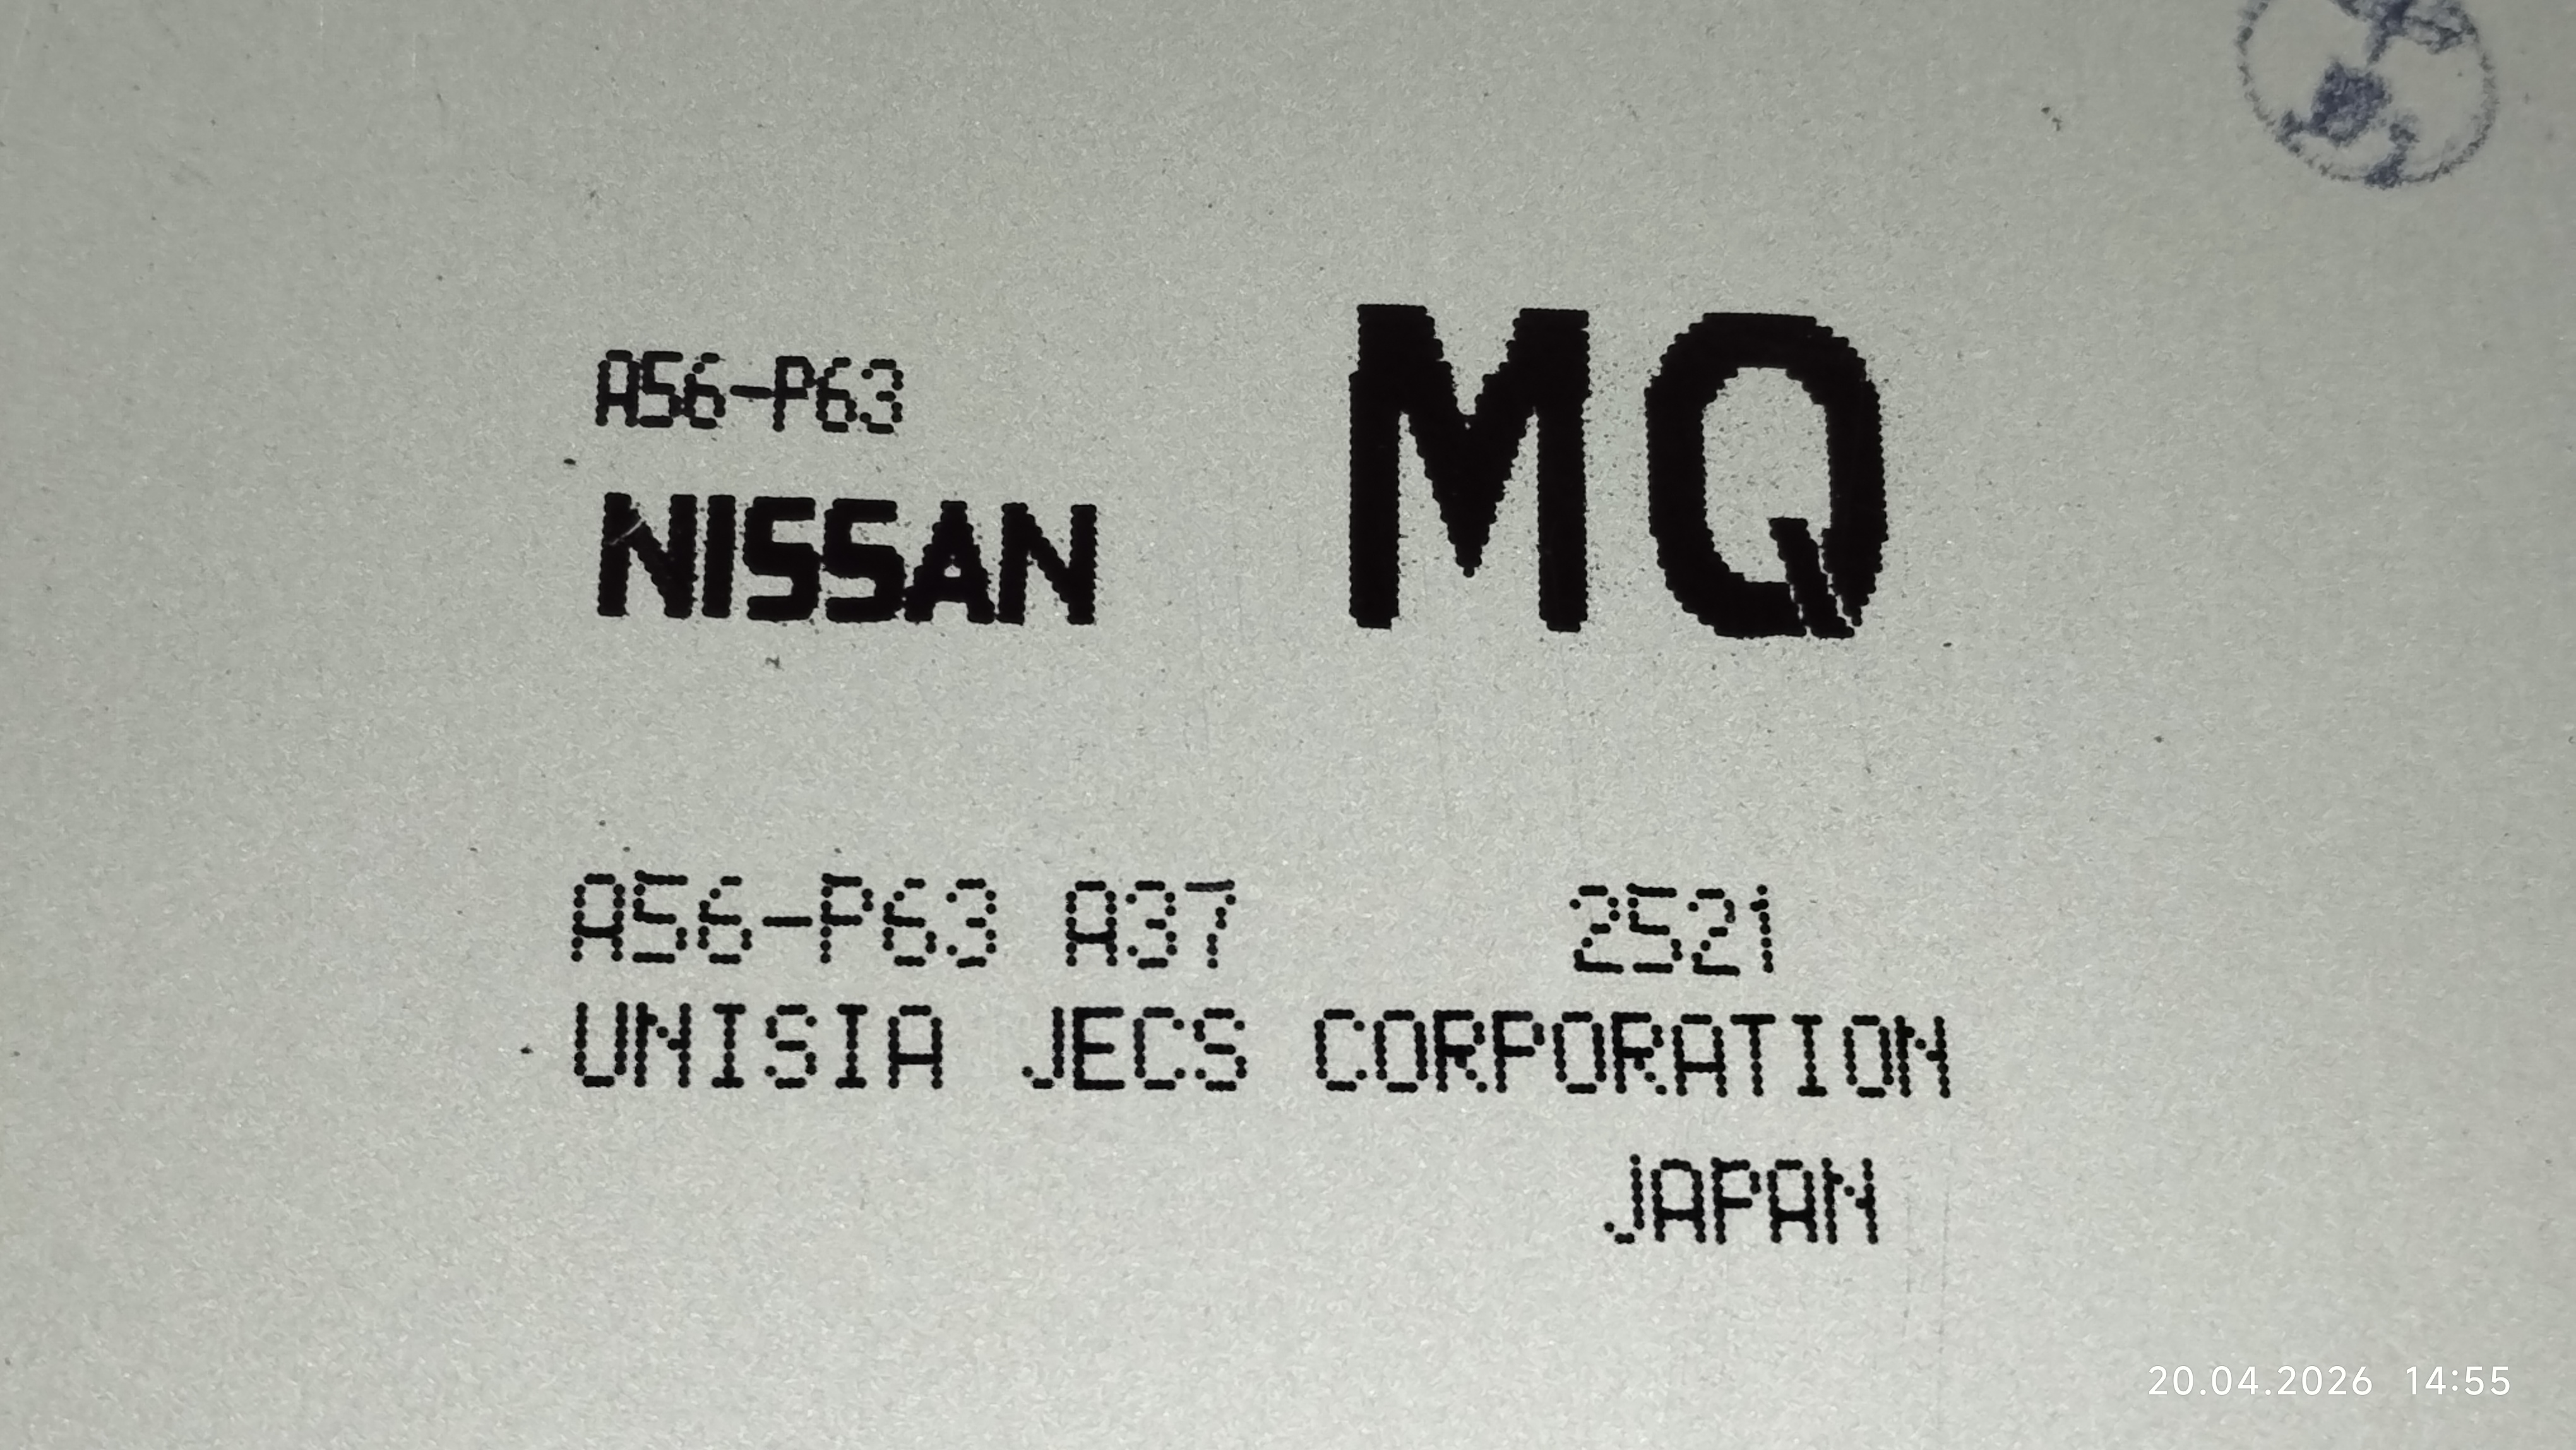 A56-P63
NISSAN
MQ
A56-P63 A37 2521
UNISIA JECS CORPORATION
JAPAN
20.04.2026 14:55